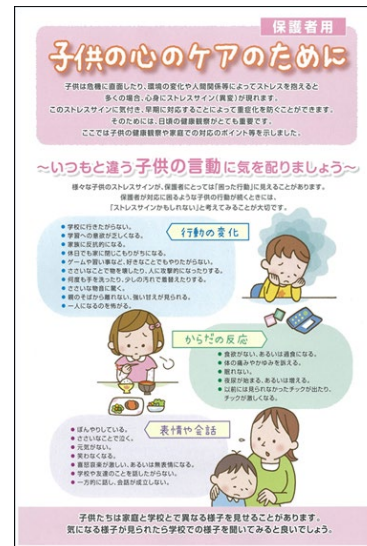 保護者用
子供の心のケアのために
子供は危機に直面したり、環境の変化や人間関係等によってストレスを抱えると
多くの場合、心身にストレスサイン(異変)が現れます。
このストレスサインに気付き、早期に対応することによって重症化を防ぐことができます。
そのためには、日頃の健康観察がとても重要です。
ここでは子供の健康観察や家庭での対応のポイント等を示しました。
～いつもと違う子供の言動に気を配りましょう～
様々な子供のストレスサインが、保護者にとっては「困った行動」に見えることがあります。
保護者が対応に困るような子供の行動が続くときには、
「ストレスサインかもしれない」と考えてみることが大切です。
行動の変化
● 学校に行きたがらない。
● 学習への意欲が乏しくなる。
● 家族に反抗的になる。
● 休日でも家に閉じこもりがちになる。
● ゲームや習い事など、好きなことでもやりたがらない。
● ささいなことで物を壊したり、人に攻撃的になったりする。
● 何度も手を洗ったり、少しの汚れで着替えたりする。
● ささいな物音に驚く。
● 親のそばから離れない、強い甘えが見られる。
● 一人になるのを怖がる。
からだの反応
● 食欲がない、あるいは過食になる。
● 体の痛みやかゆみを訴える。
● 眠れない。
● 夜尿が始まる、あるいは増える。
● 以前には見られなかったチックが出たり、
チックが激しくなる。
表情や会話
● ぼんやりしている。
● ささいなことで泣く。
● 元気がない。
● 笑わなくなる。
● 喜怒哀楽が激しい、あるいは無表情になる。
● 学校や友達のことを話したがらない。
● 一方的に話し、会話が成立しない。
子供たちは家庭と学校とで異なる様子を見せることがあります。
気になる様子が見られたら学校での様子を聞いてみると良いでしょう。